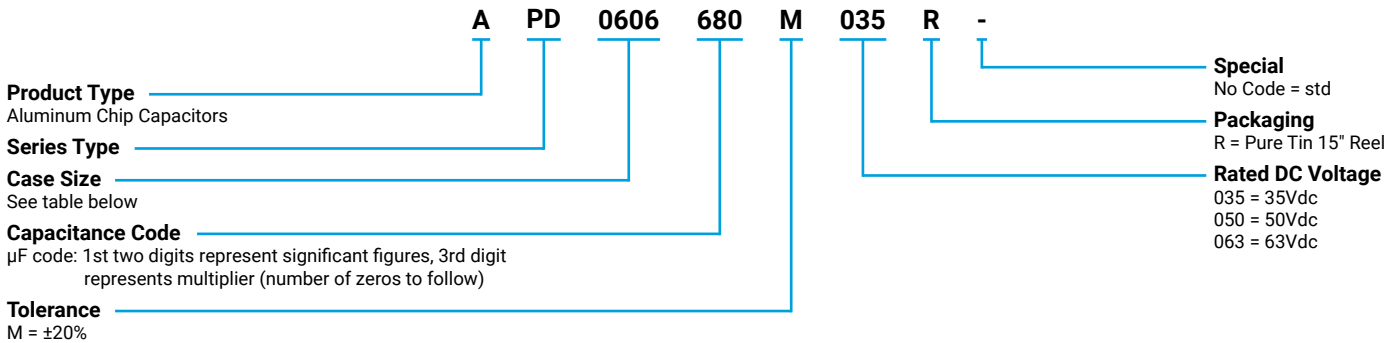 A PD 0606 680 M 035 R -
Product Type
Aluminum Chip Capacitors
Series Type
Case Size
See table below
Capacitance Code
µF code: 1st two digits represent significant figures, 3rd digit
represents multiplier (number of zeros to follow)
Tolerance
M = ±20%
Special
No Code = std
Packaging
R = Pure Tin 15" Reel
Rated DC Voltage
035 = 35Vdc
050 = 50Vdc
063 = 63Vdc